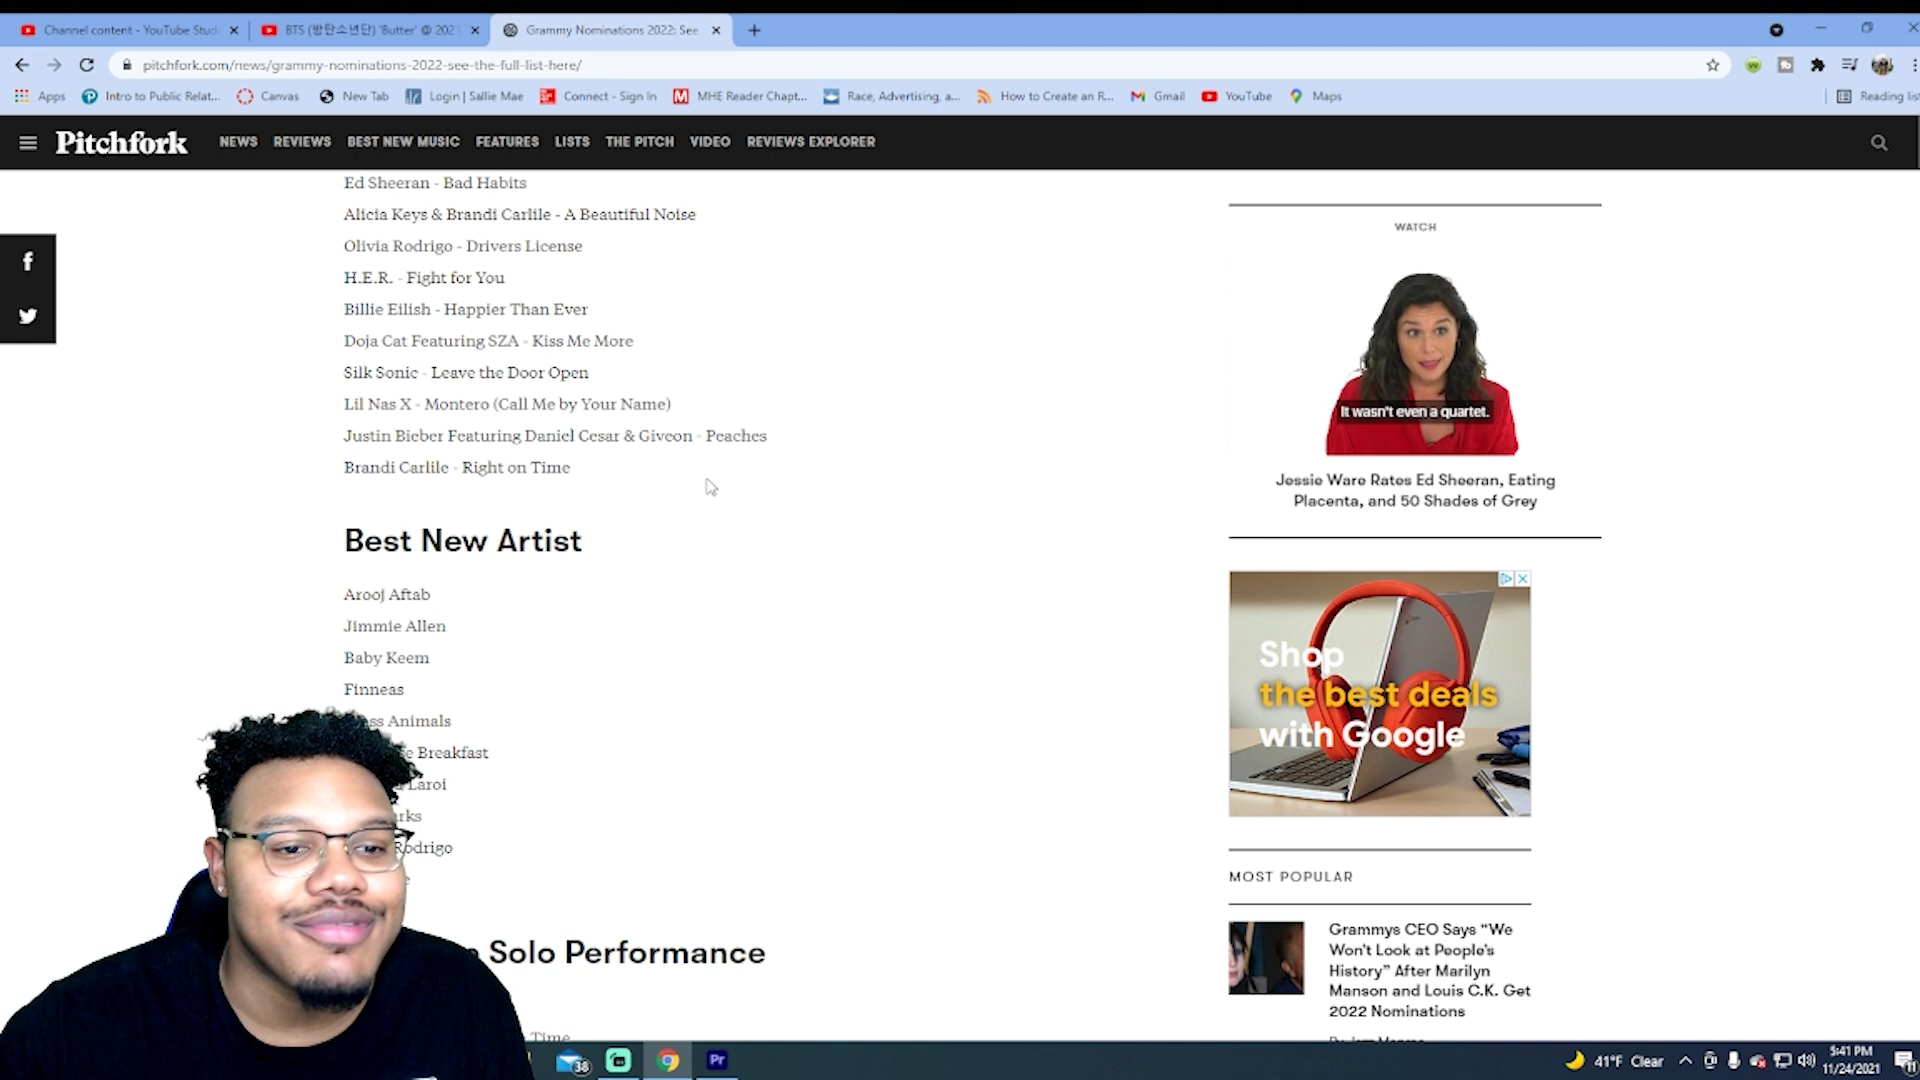 Channel content - YouTube Stud
BTS (방탄소년단) 'Butter' @ 2021
Grammy Nominations 2022: See
pitchfork.com/news/grammy-nominations-2022-see-the-full-list-here/
Apps
Intro to Public Relat...
Canvas
New Tab
Login | Sallie Mae
Connect - Sign In
MHE Reader Chapt...
Race, Advertising, a...
How to Create an R...
Gmail
YouTube
Maps
Reading list
Pitchfork
NEWS
REVIEWS
BEST NEW MUSIC
FEATURES
LISTS
THE PITCH
VIDEO
REVIEWS EXPLORER
Ed Sheeran - Bad Habits
Alicia Keys & Brandi Carlile - A Beautiful Noise
Olivia Rodrigo - Drivers License
H.E.R. - Fight for You
Billie Eilish - Happier Than Ever
Doja Cat Featuring SZA - Kiss Me More
Silk Sonic - Leave the Door Open
Lil Nas X - Montero (Call Me by Your Name)
Justin Bieber Featuring Daniel Cesar & Giveon - Peaches
Brandi Carlile - Right on Time
Best New Artist
Arooj Aftab
Jimmie Allen
Baby Keem
Finneas
Animals
Breakfast
Laroi
Rodrigo
Solo Performance
Time
WATCH
It wasn't even a quartet.
Jessie Ware Rates Ed Sheeran, Eating
Placenta, and 50 Shades of Grey
Shop
the best deals
with Google
MOST POPULAR
Grammys CEO Says “We
Won’t Look at People’s
History” After Marilyn
Manson and Louis C.K. Get
2022 Nominations
38
Pr
41°F Clear
5:41 PM
11/24/2021